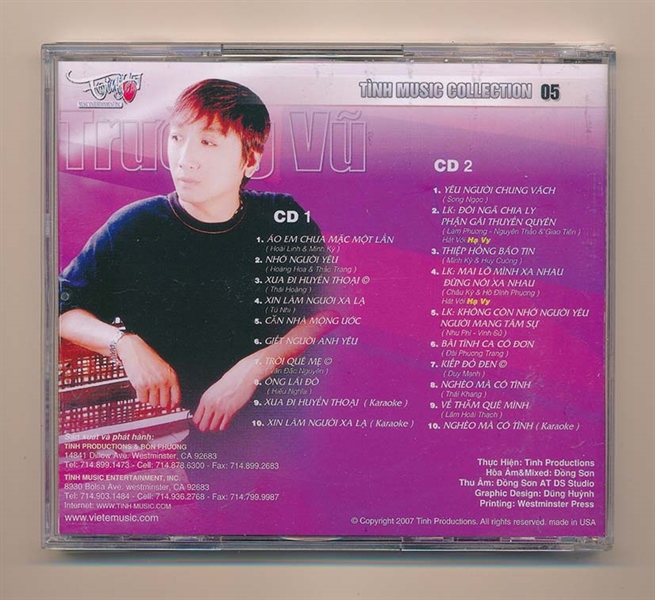 TÌNH MUSIC COLLECTION 05
Trường Vũ
CD 1
1. ÁO EM CHƯA MẶC MỘT LẦN
( Hoài Linh & Minh Kỳ )
2. NHỚ NGƯỜI YÊU
( Hoàng Hoa & Thảo Trang )
3. XUA ĐI HUYỀN THOẠI ©
( Thái Hoàng )
4. XIN LÀM NGƯỜI XA LẠ
( Tú Nhi )
5. CĂN NHÀ MỘNG ƯỚC
6. GIẾT NGƯỜI ANH YÊU
7. TRỜI QUÊ MẸ ©
( Văn Đắc Nguyên )
8. ÔNG LÁI ĐÒ
( Hiếu Nghĩa )
9. XUA ĐI HUYỀN THOẠI ( Karaoke )
10. XIN LÀM NGƯỜI XA LẠ ( Karaoke )
CD 2
1. YÊU NGƯỜI CHUNG VÁCH
( Song Ngọc )
2. LK: ĐÔI NGÃ CHIA LY
PHẬN GÁI THUYỀN QUYÊN
( Lam Phương - Nguyên Thảo & Giao Tiên )
Hát Với Hạ Vy
3. THIỆP HỒNG BÁO TIN
( Minh Kỳ & Huy Cường )
4. LK: MAI LỠ MÌNH XA NHAU
ĐỪNG NÓI XA NHAU
( Châu Kỳ & Hồ Đình Phương )
Hát Với Hạ Vy
5. LK: KHÔNG CÒN NHỚ NGƯỜI YÊU
NGƯỜI MANG TÂM SỰ
( Như Phi - Vinh Sử )
6. BÀI TÌNH CA CÔ ĐƠN
( Đài Phương Trang )
7. KIẾP ĐỎ ĐEN ©
( Duy Mạnh )
8. NGHÈO MÀ CÓ TÌNH
( Thái Khang )
9. VỀ THĂM QUÊ MÌNH
( Lâm Hoài Thạch )
10. NGHÈO MÀ CÓ TÌNH ( Karaoke )
Sản xuất và phát hành:
TÌNH PRODUCTIONS & BỐN PHƯƠNG
14841 Dillow Ave. Westminster, CA 92683
Tel: 714.899.1473 - Cell: 714.878.6300 - Fax: 714.899.2683
TÌNH MUSIC ENTERTAINMENT, INC:
8930 Bolsa Ave. westminster, CA 92683
Tel: 714.903.1484 - Cell: 714.936.2768 - Fax: 714.799.9987
Internet: WWW.TINH-MUSIC.COM
www.vietemusic.com
Thực Hiện: Tình Productions
Hòa Âm&Mixed: Đồng Sơn
Thu Âm: Đồng Sơn AT DS Studio
Graphic Design: Dũng Huỳnh
Printing: Westminster Press
© Copyright 2007 Tình Productions. All rights reserved. made in USA